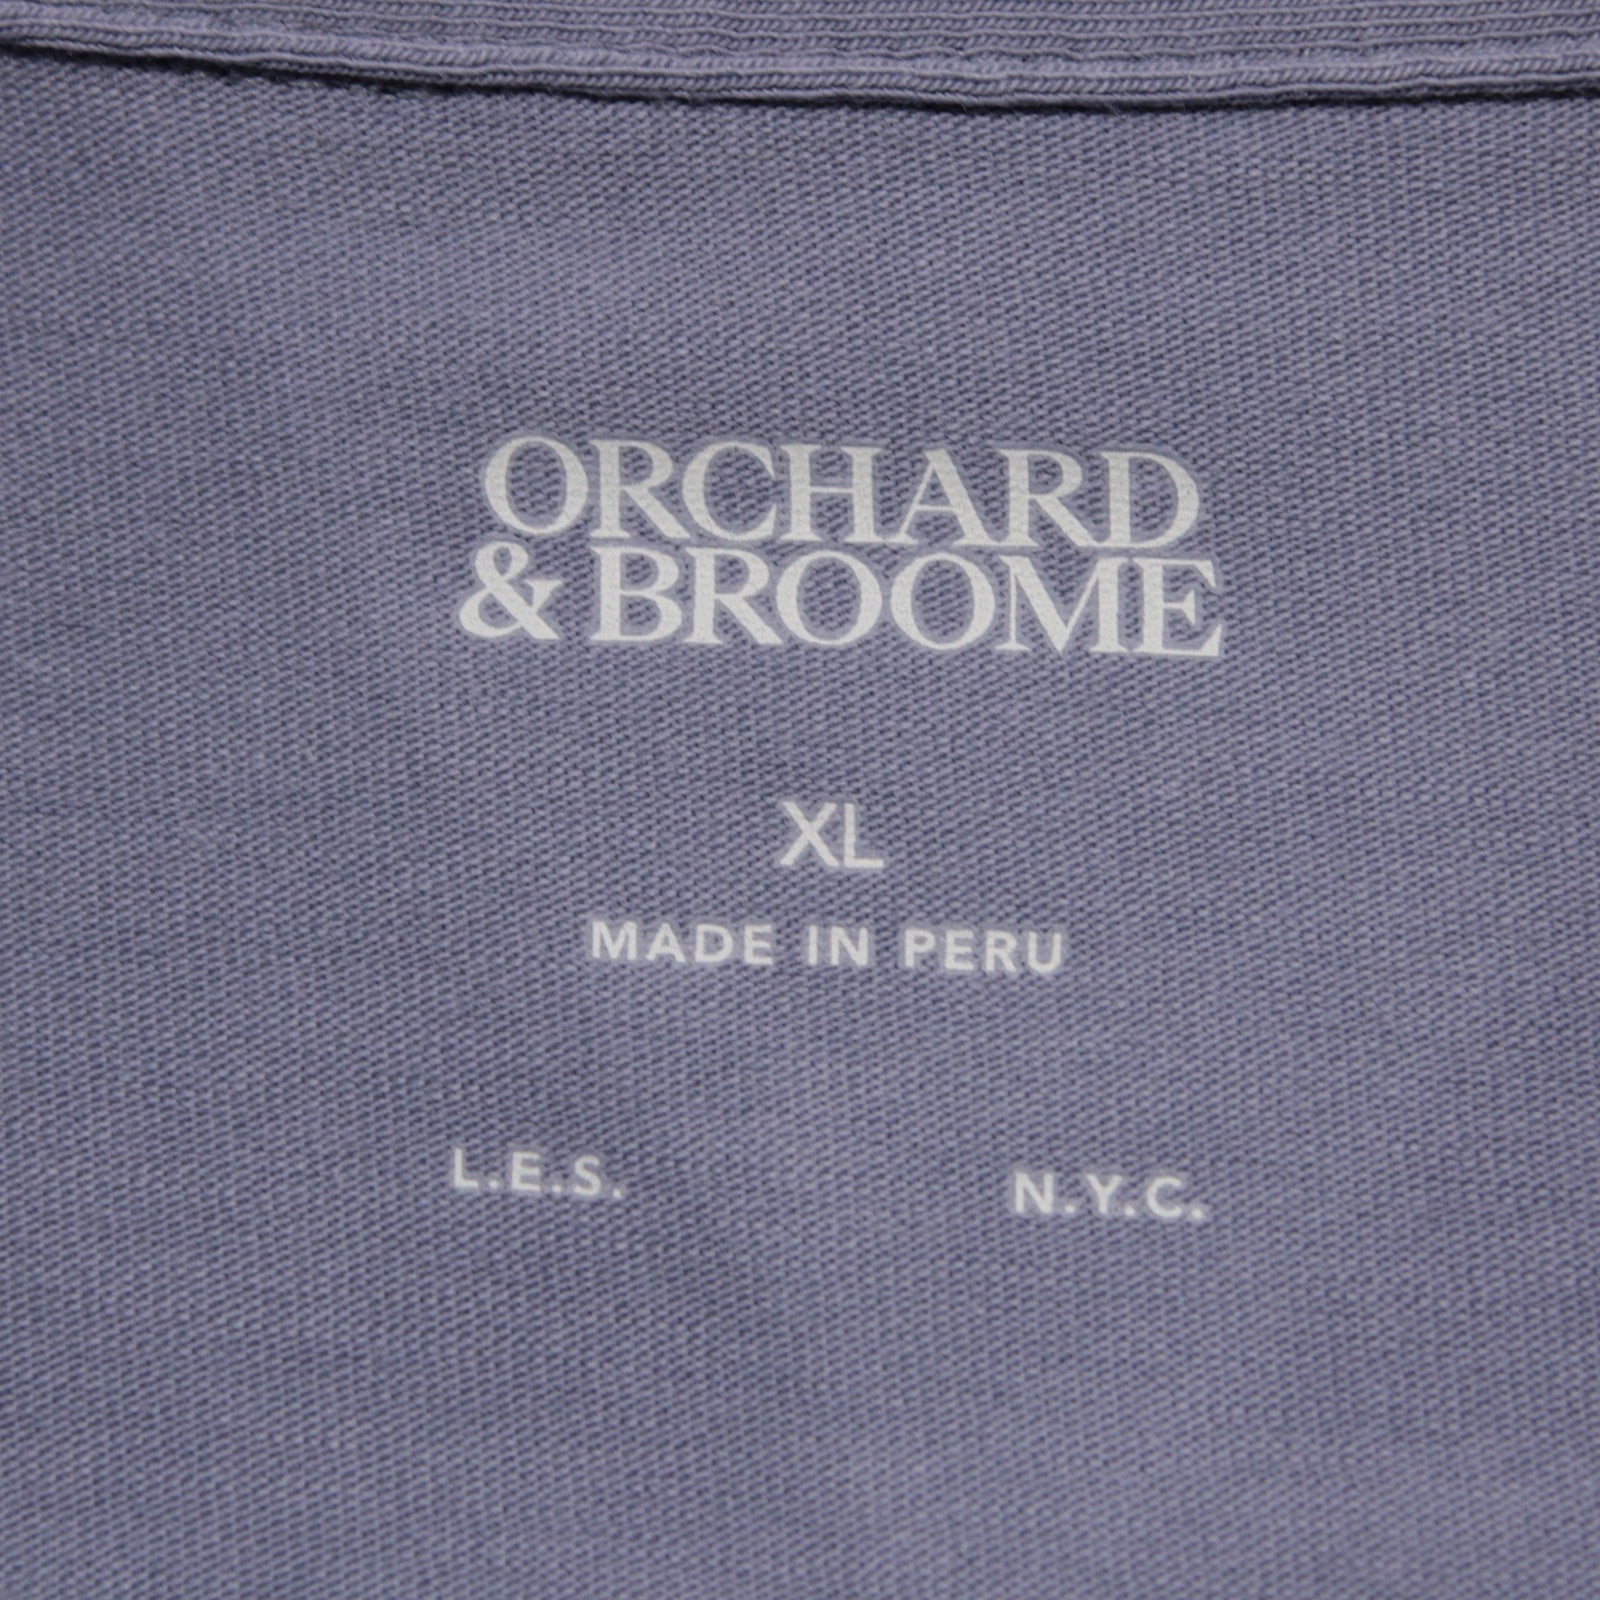 ORCHARD
& BROOME
XL
MADE IN PERU
L.E.S. N.Y.C.